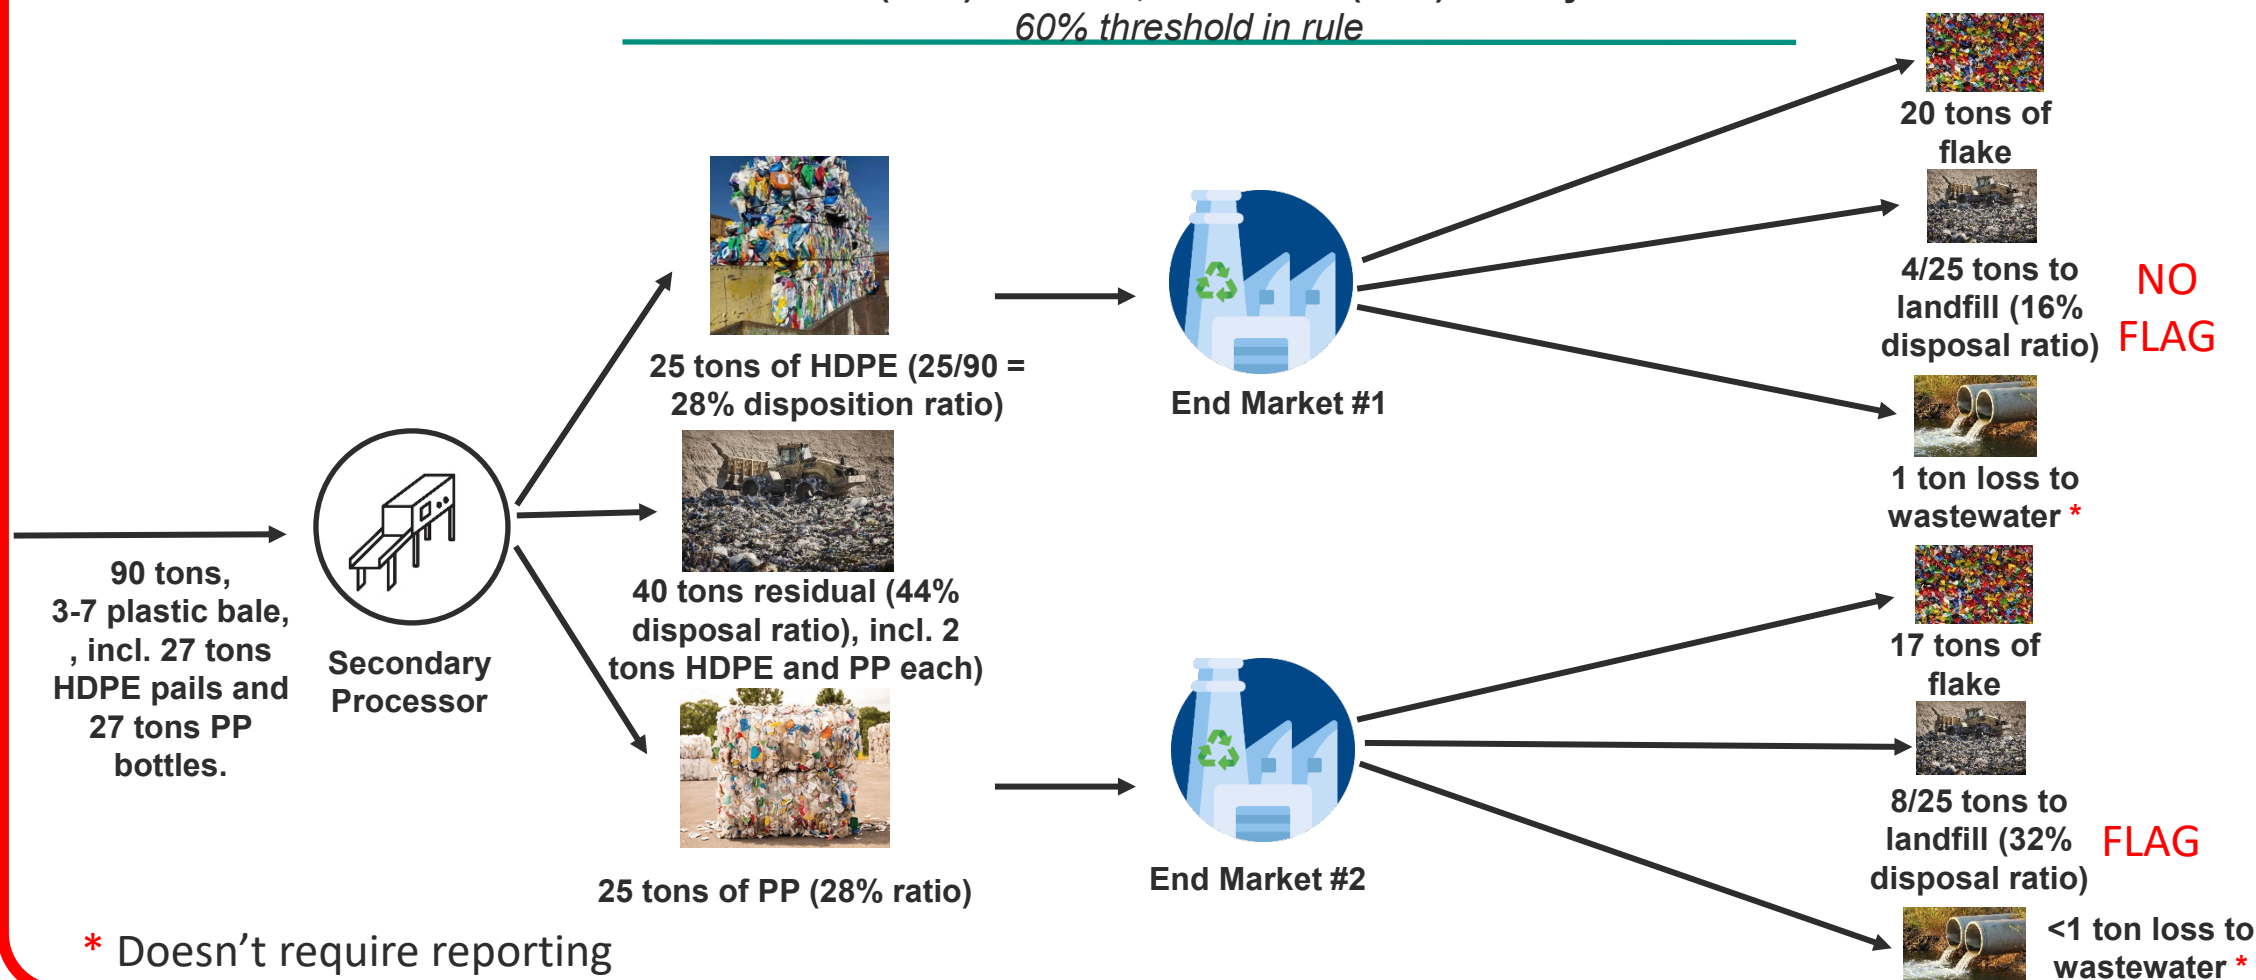 60% threshold in rule
20 tons of
flake
4/25 tons to
landfill (16%
disposal ratio)
NO
FLAG
1 ton loss to
wastewater *
25 tons of HDPE (25/90 =
28% disposition ratio)
End Market #1
90 tons,
3-7 plastic bale,
, incl. 27 tons
HDPE pails and
27 tons PP
bottles.
Secondary
Processor
40 tons residual (44%
disposal ratio), incl. 2
tons HDPE and PP each)
25 tons of PP (28% ratio)
End Market #2
17 tons of
flake
8/25 tons to
landfill (32%
disposal ratio)
FLAG
<1 ton loss to
wastewater *
* Doesn’t require reporting